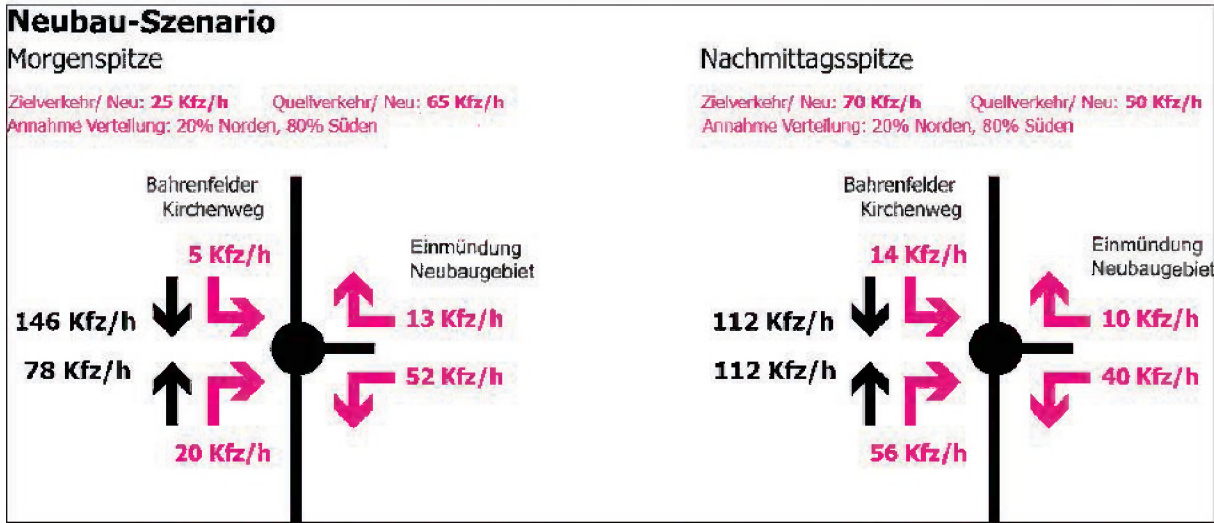 Neubau-Szenario
Morgenspitze
Zielverkehr/ Neu: 25 Kfz/h Quellverkehr/ Neu: 65 Kfz/h
Annahme Verteilung: 20% Norden, 80% Süden
Bahrenfelder
Kirchenweg
5 Kfz/h
Einmündung
Neubaugebiet
146 Kfz/h
13 Kfz/h
78 Kfz/h
52 Kfz/h
20 Kfz/h
Nachmittagsspitze
Zielverkehr/ Neu: 70 Kfz/h Quellverkehr/ Neu: 50 Kfz/h
Annahme Verteilung: 20% Norden, 80% Süden
Bahrenfelder
Kirchenweg
14 Kfz/h
Einmündung
Neubaugebiet
112 Kfz/h
10 Kfz/h
112 Kfz/h
40 Kfz/h
56 Kfz/h